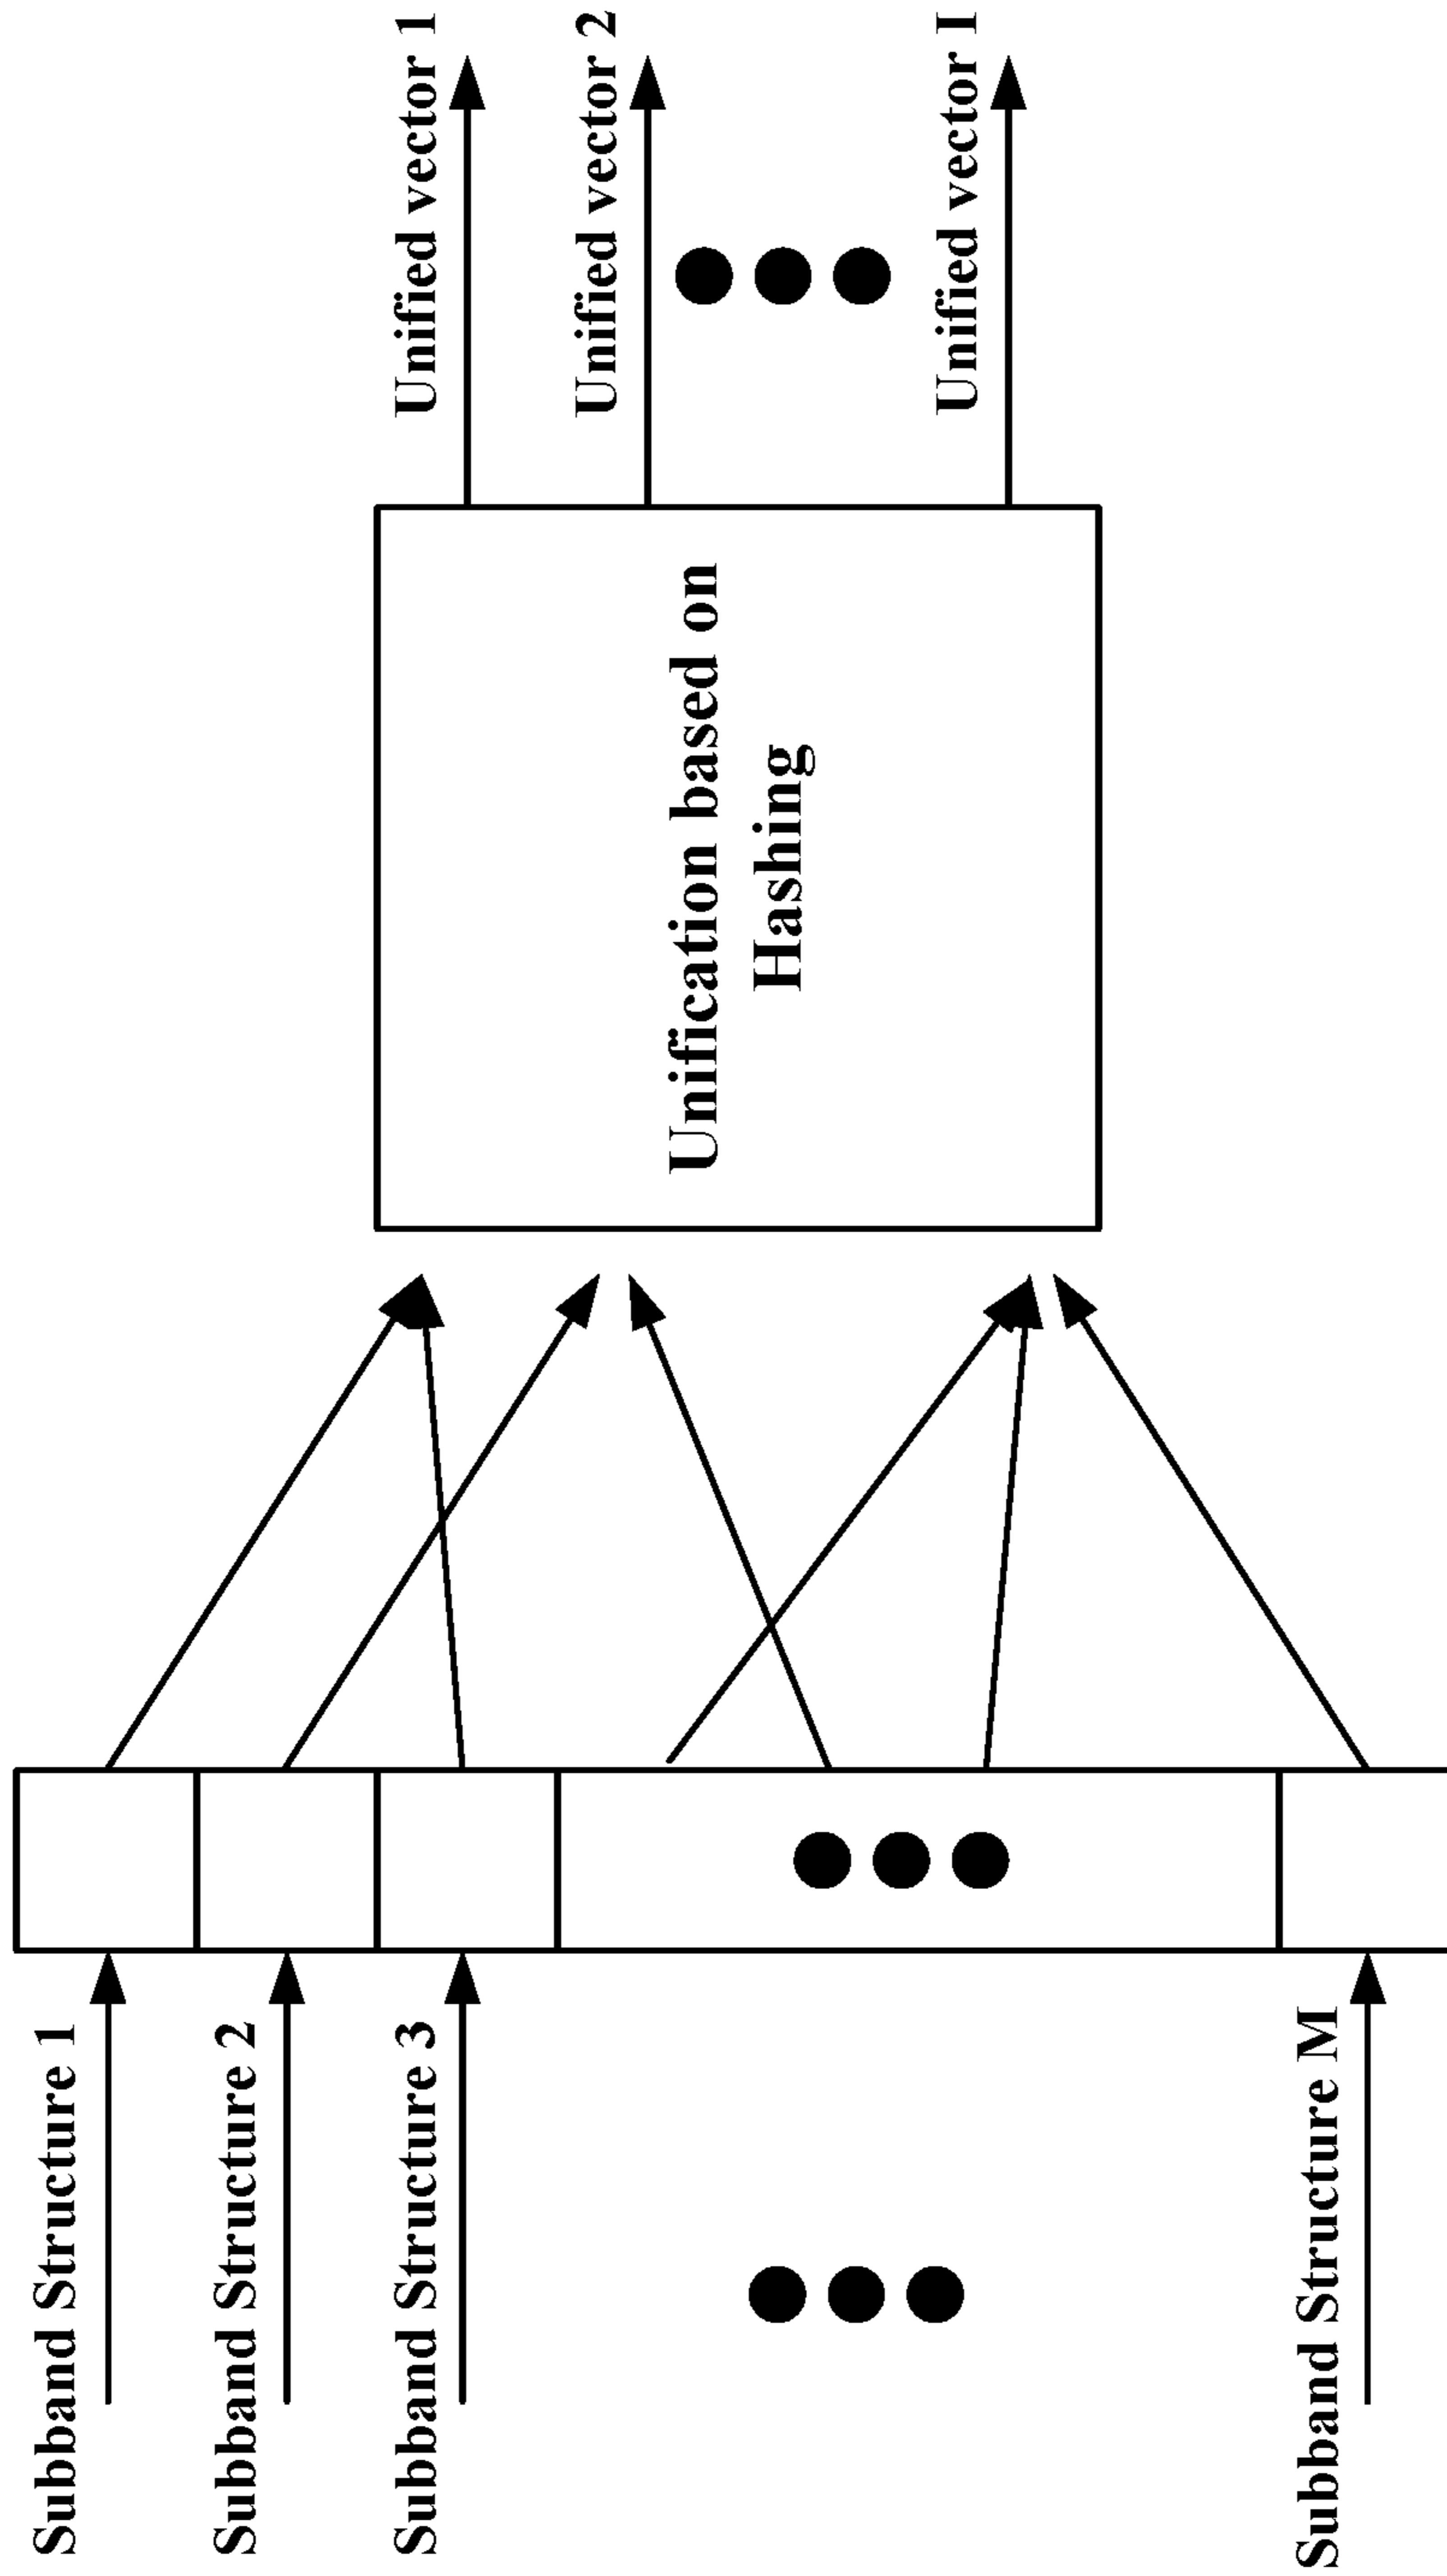 Subband Structure 1
Subband Structure 2
Subband Structure 3
Subband Structure M
Unification based on
Hashing
Unified vector 1
Unified vector 2
Unified vector I